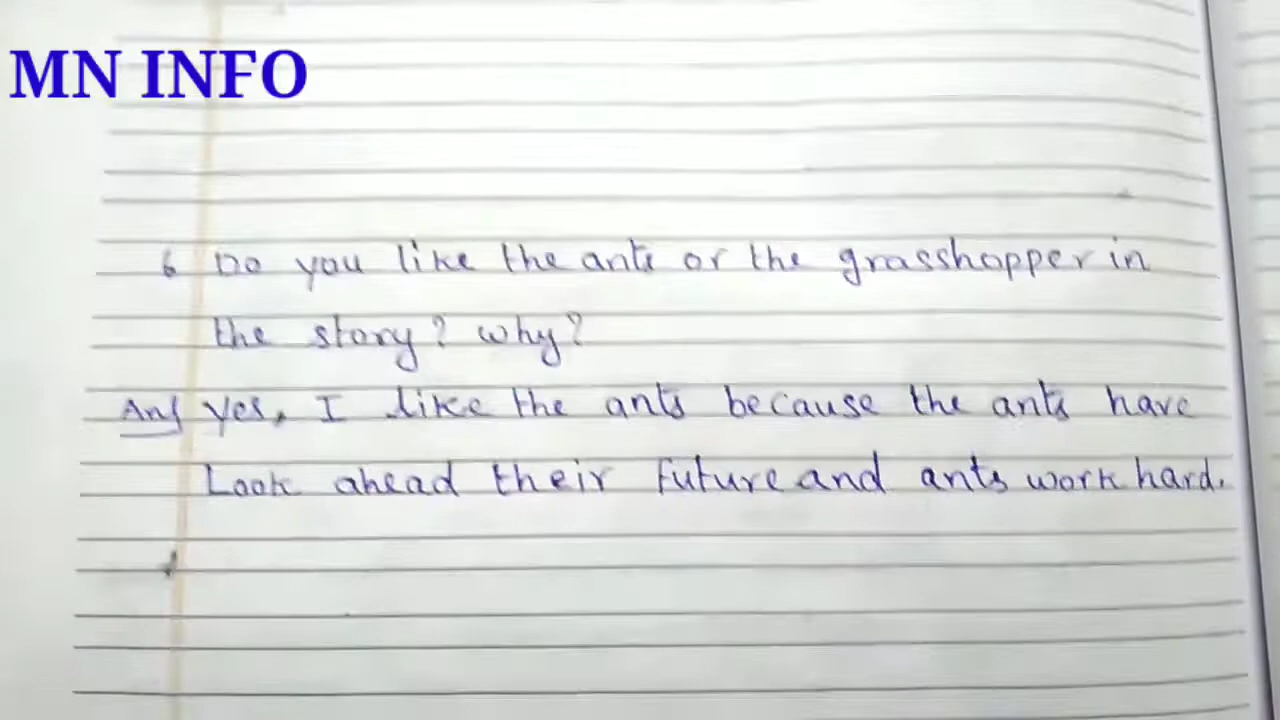 MN INFO
6 Do you like the ants or the grasshopper in
the story? why?
Ans yes, I like the ants because the ants have
Look ahead their future and ants work hard.